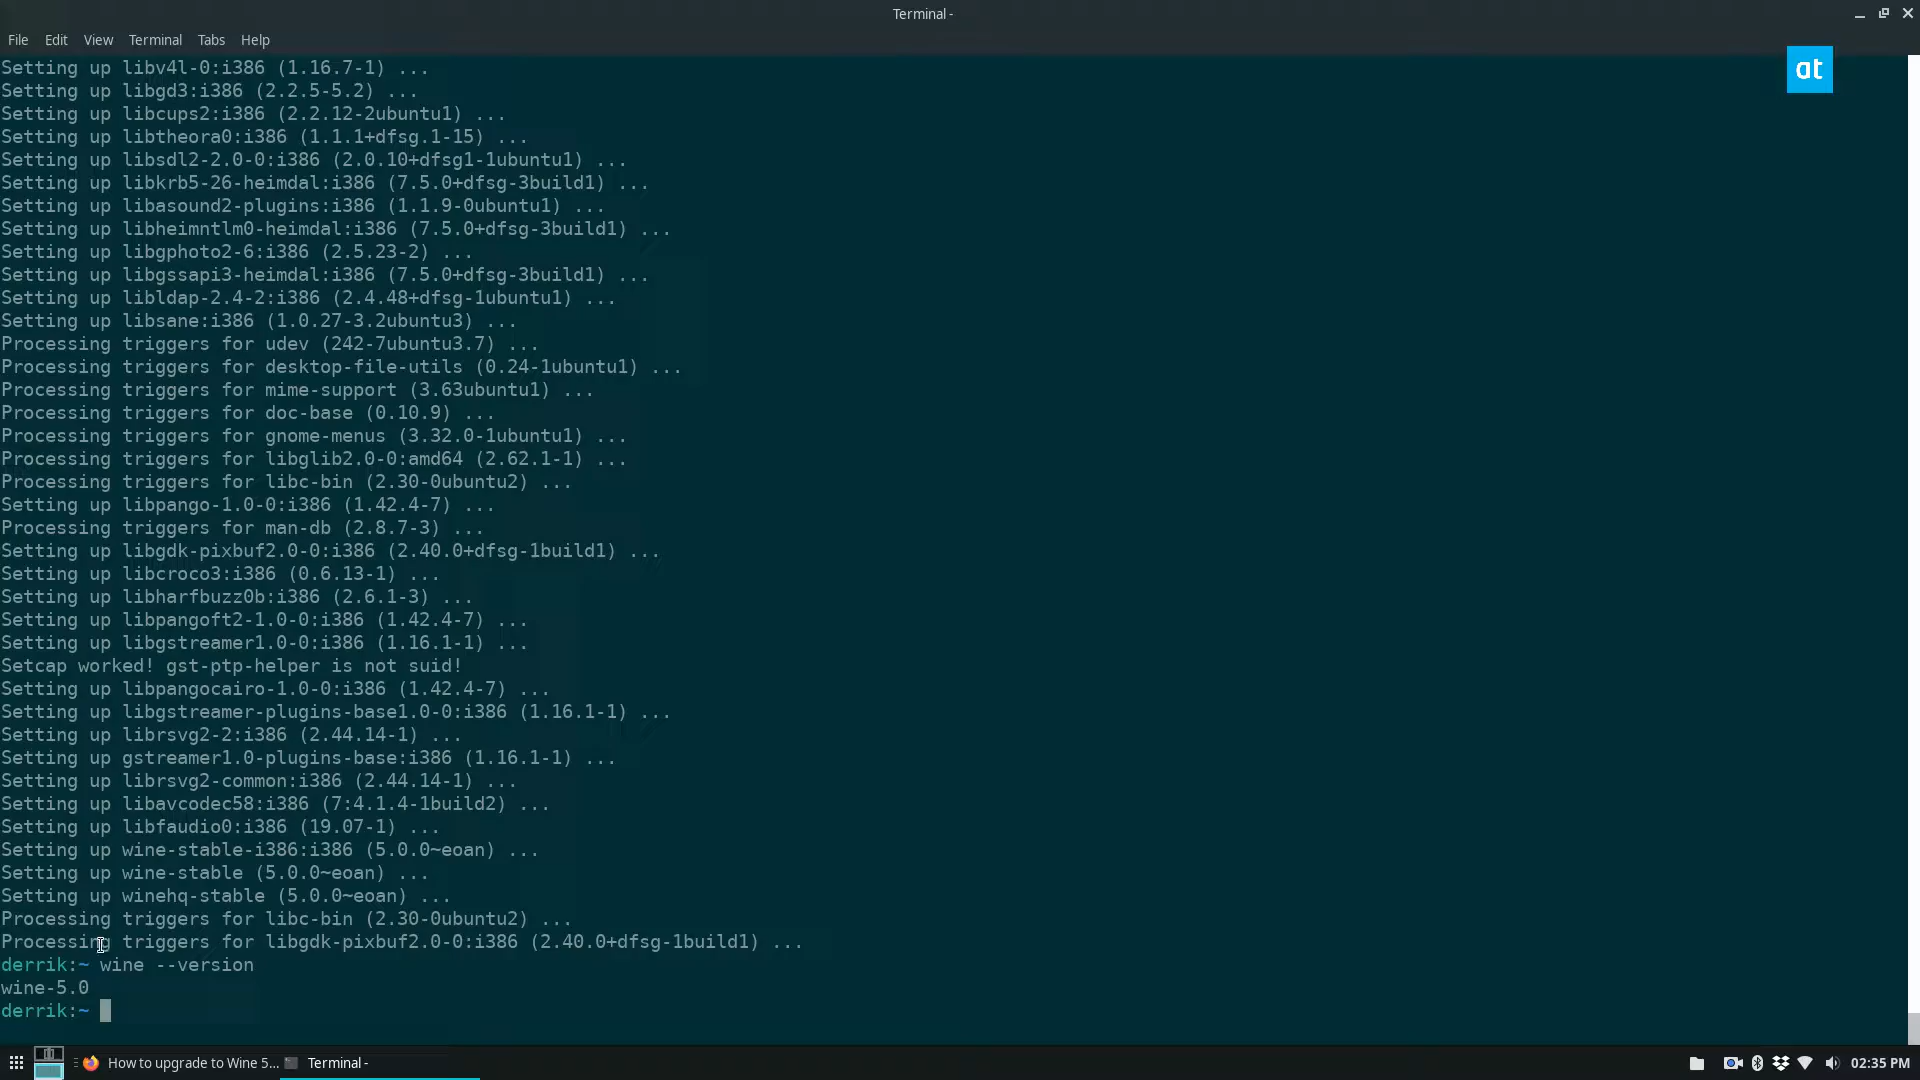 Terminal -
File Edit View Terminal Tabs Help
at
Setting up libv4l-0:i386 (1.16.7-1) ...
Setting up libgd3:i386 (2.2.5-5.2) ...
Setting up libcups2:i386 (2.2.12-2ubuntu1) ...
Setting up libtheora0:i386 (1.1.1+dfsg.1-15) ...
Setting up libsdl2-2.0-0:i386 (2.0.10+dfsg1-1ubuntu1) ...
Setting up libkrb5-26-heimdal:i386 (7.5.0+dfsg-3build1) ...
Setting up libasound2-plugins:i386 (1.1.9-0ubuntu1) ...
Setting up libheimntlm0-heimdal:i386 (7.5.0+dfsg-3build1) ...
Setting up libgphoto2-6:i386 (2.5.23-2) ...
Setting up libgssapi3-heimdal:i386 (7.5.0+dfsg-3build1) ...
Setting up libldap-2.4-2:i386 (2.4.48+dfsg-1ubuntu1) ...
Setting up libsane:i386 (1.0.27-3.2ubuntu3) ...
Processing triggers for udev (242-7ubuntu3.7) ...
Processing triggers for desktop-file-utils (0.24-1ubuntu1) ...
Processing triggers for mime-support (3.63ubuntu1) ...
Processing triggers for doc-base (0.10.9) ...
Processing triggers for gnome-menus (3.32.0-1ubuntu1) ...
Processing triggers for libglib2.0-0:amd64 (2.62.1-1) ...
Processing triggers for libc-bin (2.30-0ubuntu2) ...
Setting up libpango-1.0-0:i386 (1.42.4-7) ...
Processing triggers for man-db (2.8.7-3) ...
Setting up libgdk-pixbuf2.0-0:i386 (2.40.0+dfsg-1build1) ...
Setting up libcroco3:i386 (0.6.13-1) ...
Setting up libharfbuzz0b:i386 (2.6.1-3) ...
Setting up libpangoft2-1.0-0:i386 (1.42.4-7) ...
Setting up libgstreamer1.0-0:i386 (1.16.1-1) ...
Setcap worked! gst-ptp-helper is not suid!
Setting up libpangocairo-1.0-0:i386 (1.42.4-7) ...
Setting up libgstreamer-plugins-base1.0-0:i386 (1.16.1-1) ...
Setting up librsvg2-2:i386 (2.44.14-1) ...
Setting up gstreamer1.0-plugins-base:i386 (1.16.1-1) ...
Setting up librsvg2-common:i386 (2.44.14-1) ...
Setting up libavcodec58:i386 (7:4.1.4-1build2) ...
Setting up libfaudio0:i386 (19.07-1) ...
Setting up wine-stable-i386:i386 (5.0.0~eoan) ...
Setting up wine-stable (5.0.0~eoan) ...
Setting up winehq-stable (5.0.0~eoan) ...
Processing triggers for libc-bin (2.30-0ubuntu2) ...
Processing triggers for libgdk-pixbuf2.0-0:i386 (2.40.0+dfsg-1build1) ...
derrik:~ wine --version
wine-5.0
derrik:~
How to upgrade to Wine 5... Terminal - 02:35 PM